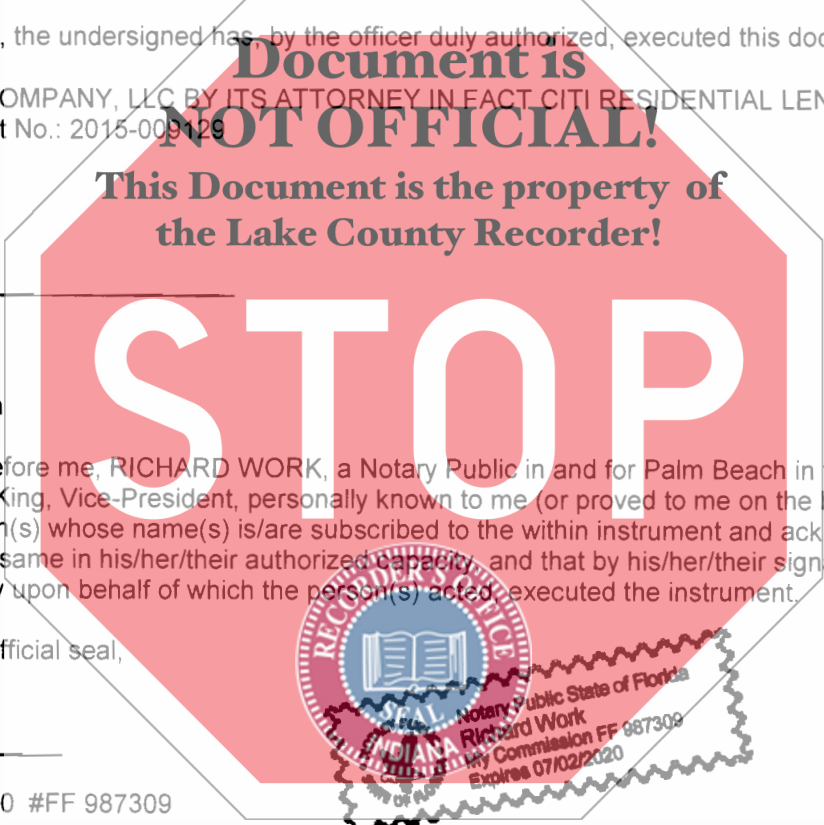 , the undersigned has, by the officer duly authorized, executed this doc
Document is
OMPANY, LLC BY ITS ATTORNEY IN FACT CITI RESIDENTIAL LEN
t No.: 2015-009129
NOT OFFICIAL!
This Document is the property of
the Lake County Recorder!
STOP
efore me, RICHARD WORK, a Notary Public in and for Palm Beach in
King, Vice-President, personally known to me (or proved to me on the b
n(s) whose name(s) is/are subscribed to the within instrument and ack
same in his/her/their authorized capacity, and that by his/her/their sign
y upon behalf of which the person(s) acted, executed the instrument.
RECORDER'S OFFICE
fficial seal,
SEAL
INDIANA
Notary Public State of Florida
Richard Work
My Commission FF 987309
Expires 07/02/2020
0 #FF 987309